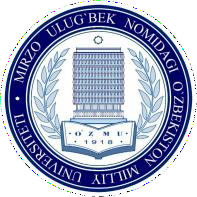 MIRZO ULUG'BEK NOMIDAGI O'ZBEKISTON MILLIY UNIVERSITETI
O'ZMU
1918